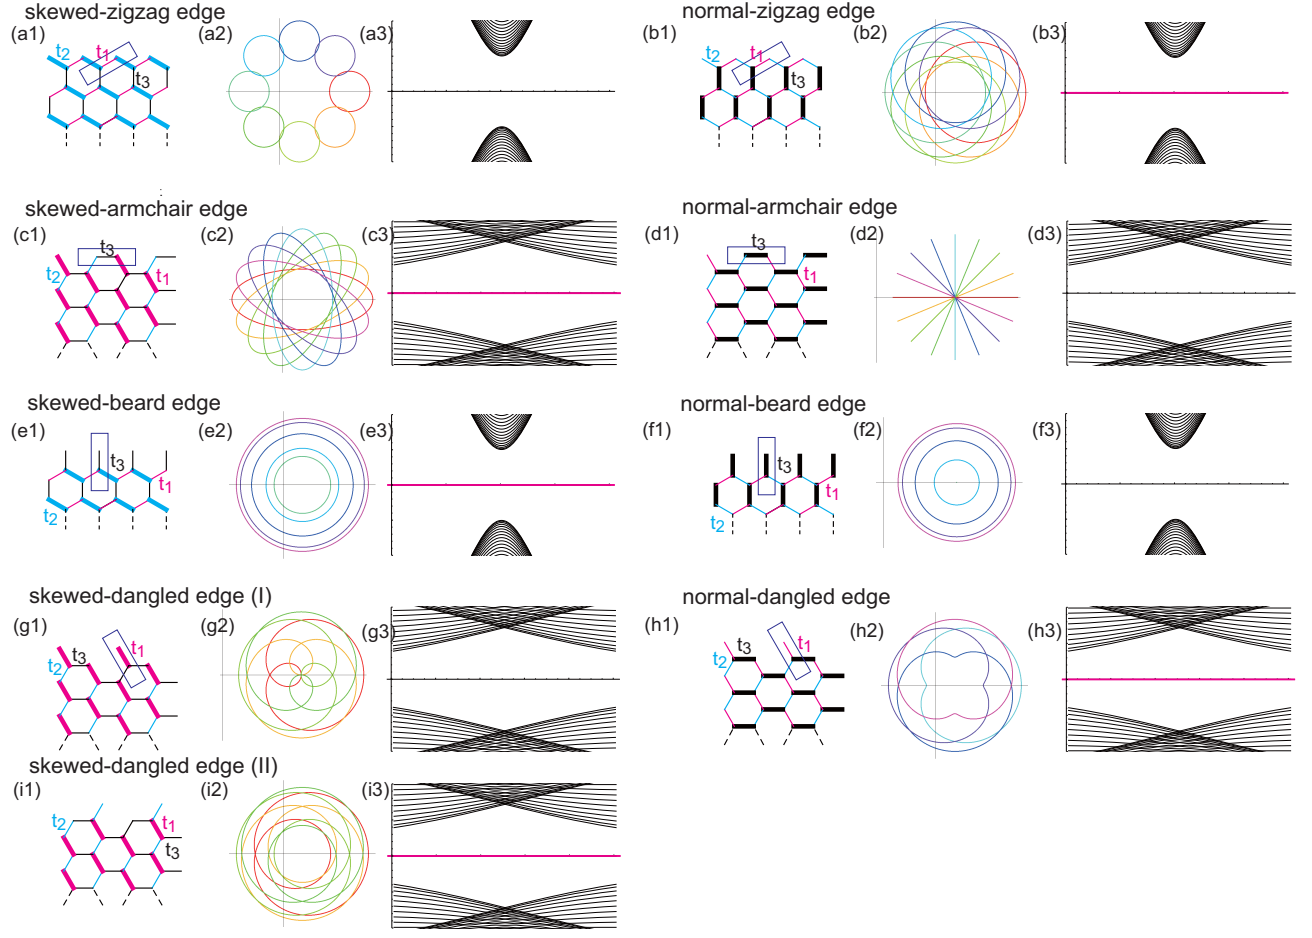 skewed-zigzag edge
(a1) (a2) (a3)
t2 t1
t3
normal-zigzag edge
(b1) (b2) (b3)
t1
t3
:
skewed-armchair edge
(c1) t3 (c2) (c3)
t2 t1
normal-armchair edge
(d1) t3 (d2) (d3)
t1
t2
skewed-beard edge
(e1) (e2) (e3)
t3
t1
t2
normal-beard edge
(f1) (f2) (f3)
t3
t1
t2
skewed-dangled edge (I)
(g1) (g2) (g3)
t3 t1
t2
normal-dangled edge
(h1) (h2) (h3)
t3 t1
t2
skewed-dangled edge (II)
(i1) (i2) (i3)
t2 t1
t3